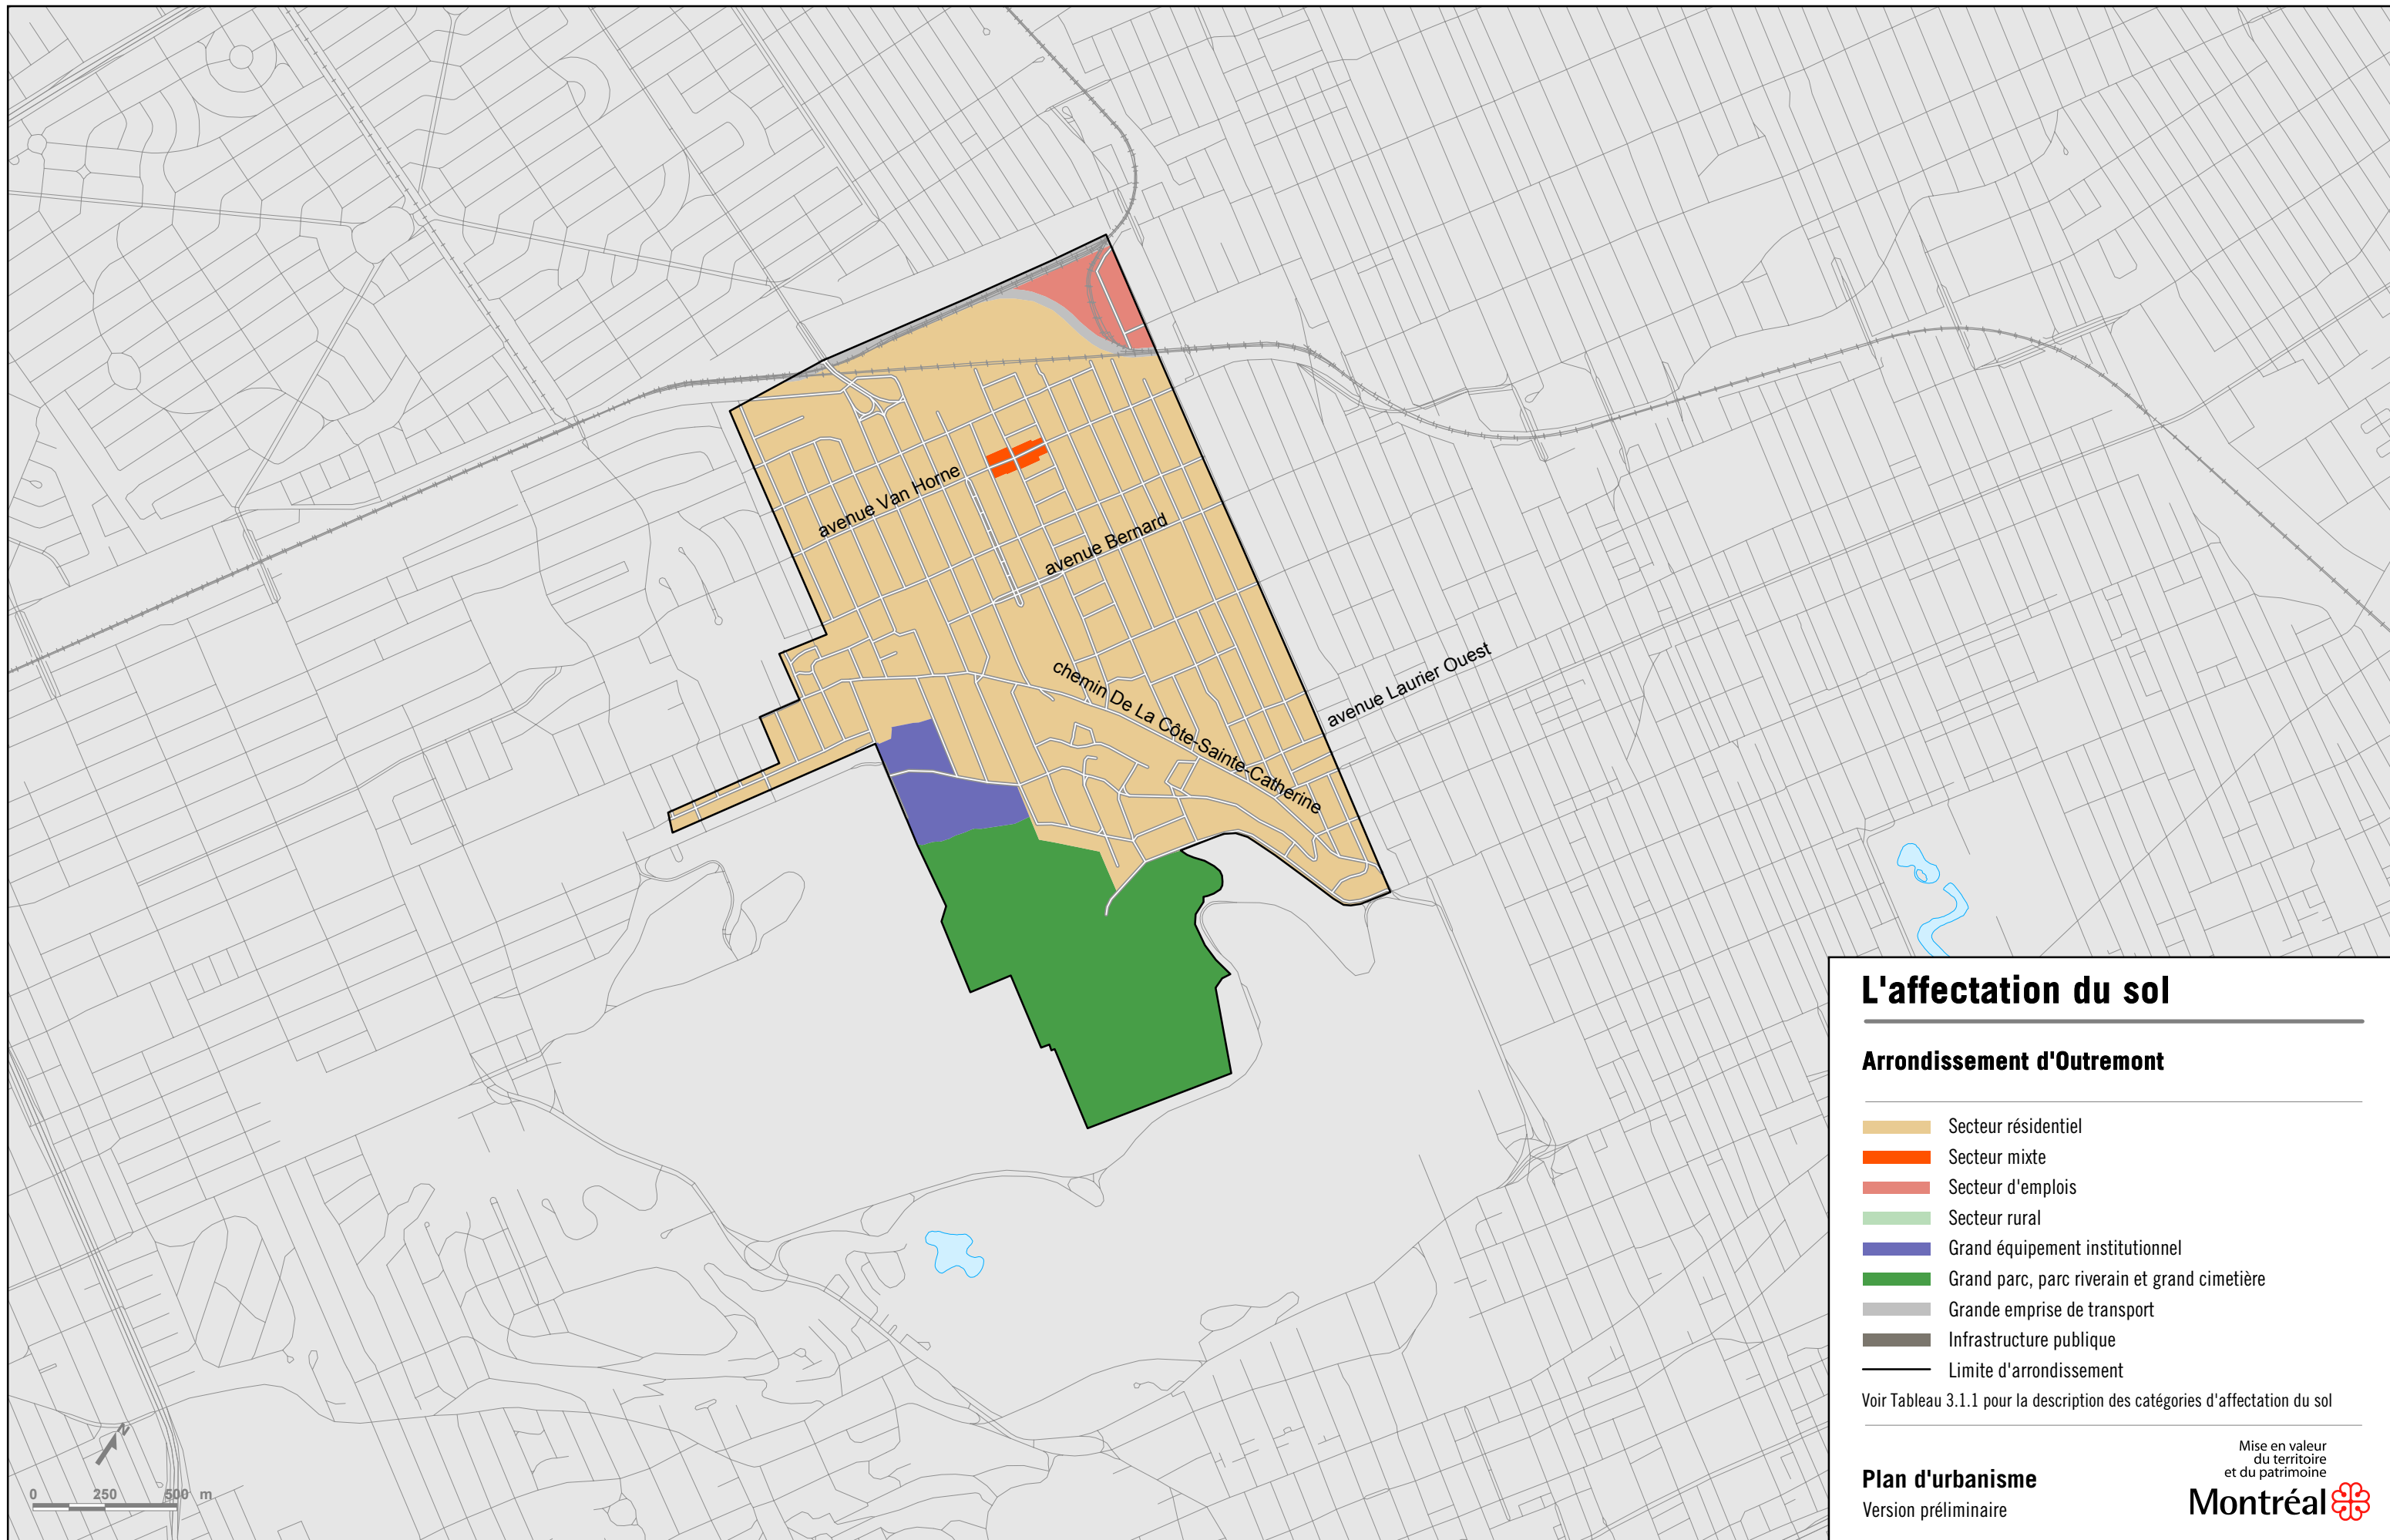 avenue Van Horne
avenue Bernard
chemin De La Côte-Sainte-Catherine
avenue Laurier Ouest
L'affectation du sol
Arrondissement d'Outremont
Secteur résidentiel
Secteur mixte
Secteur d'emplois
Secteur rural
Grand équipement institutionnel
Grand parc, parc riverain et grand cimetière
Grande emprise de transport
Infrastructure publique
Limite d'arrondissement
Voir Tableau 3.1.1 pour la description des catégories d'affectation du sol
Mise en valeur
du territoire
et du patrimoine
Plan d'urbanisme
Version préliminaire
Montréal
N
0 250 500 m